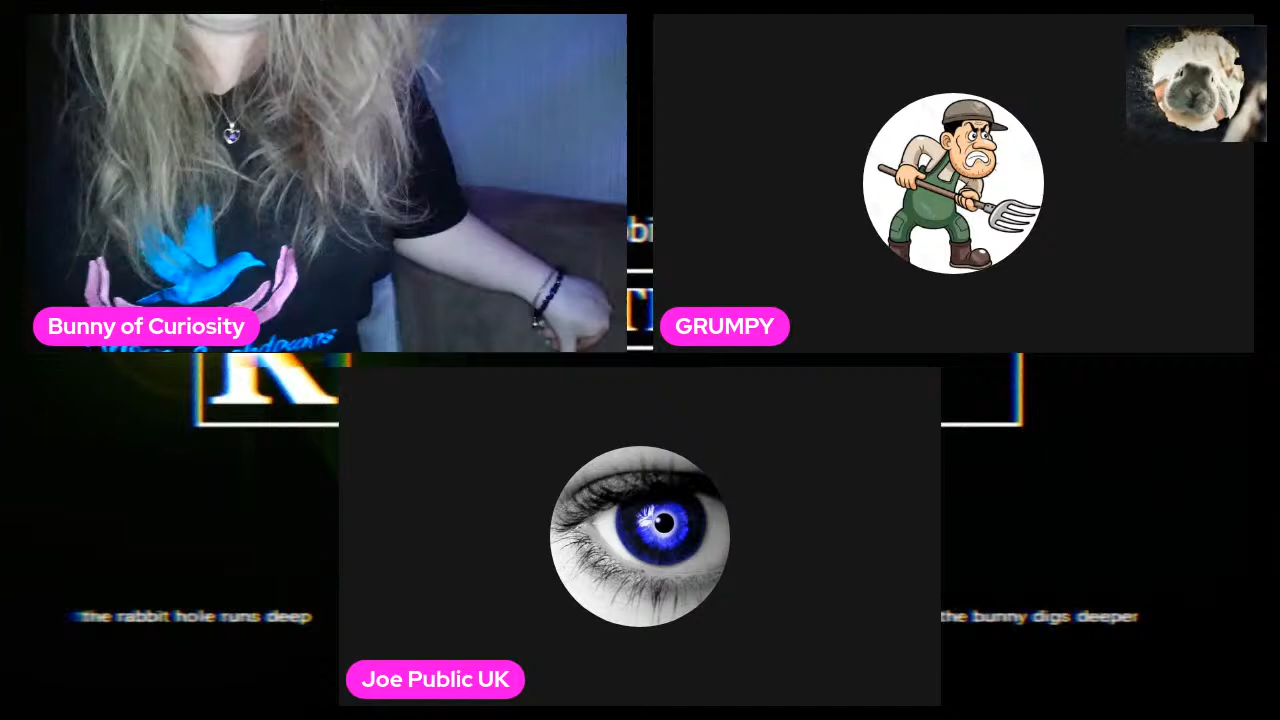 Bunny of Curiosity
GRUMPY
Joe Public UK
the rabbit hole runs deep
the bunny digs deeper